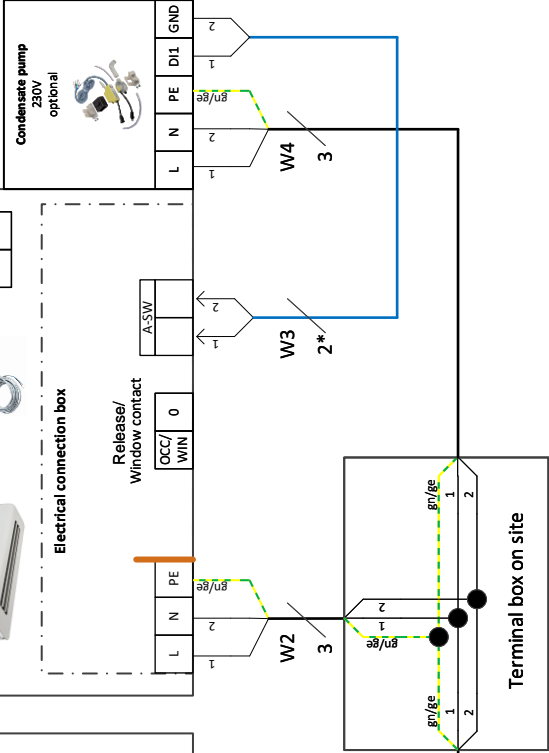 Condensate pump
230V
optional
GND
DI1
PE
N
L
2
1
gn/ge
2
1
W4
3
A-SW
2
1
W3
2*
Electrical connection box
Release/
Window contact
OCC/
WIN
0
PE
N
L
gn/ge
2
1
W2
3
gn/ge
1
2
2
1
gn/ge
gn/ge
1
2
Terminal box on site